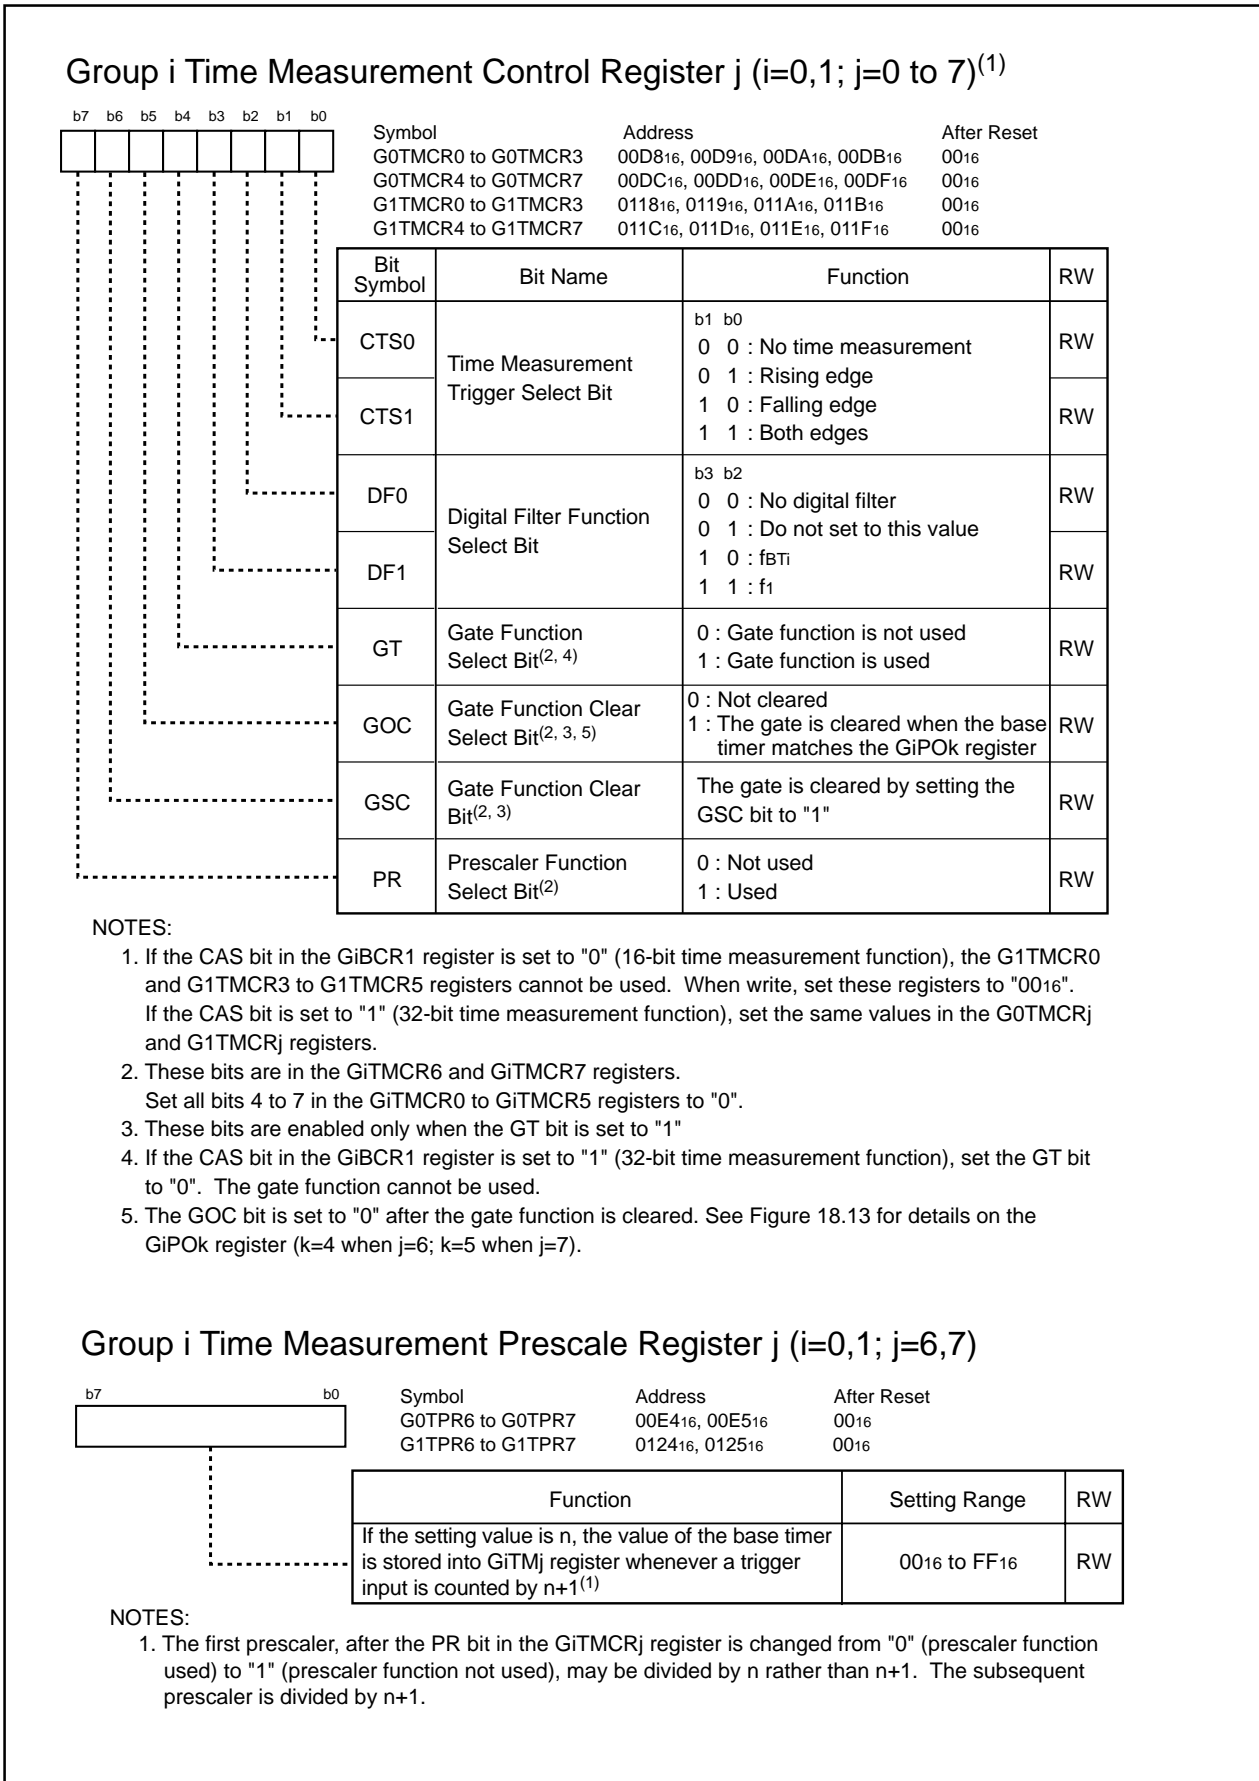 Group i Time Measurement Control Register j (i=0,1; j=0 to 7)(1)
b7 b6 b5 b4 b3 b2 b1 b0
Symbol Address After Reset
G0TMCR0 to G0TMCR3 00D816, 00D916, 00DA16, 00DB16 0016
G0TMCR4 to G0TMCR7 00DC16, 00DD16, 00DE16, 00DF16 0016
G1TMCR0 to G1TMCR3 011816, 011916, 011A16, 011B16 0016
G1TMCR4 to G1TMCR7 011C16, 011D16, 011E16, 011F16 0016
Bit Symbol Bit Name Function RW
CTS0 RW
CTS1 RW
Time Measurement
Trigger Select Bit
b1 b0
0 0 : No time measurement
0 1 : Rising edge
1 0 : Falling edge
1 1 : Both edges
DF0 RW
DF1 RW
Digital Filter Function
Select Bit
b3 b2
0 0 : No digital filter
0 1 : Do not set to this value
1 0 : fBTi
1 1 : f1
GT RW
Gate Function
Select Bit(2, 4)
0 : Gate function is not used
1 : Gate function is used
GOC RW
Gate Function Clear
Select Bit(2, 3, 5)
0 : Not cleared
1 : The gate is cleared when the base
timer matches the GiPOk register
GSC RW
Gate Function Clear
Bit(2, 3)
The gate is cleared by setting the
GSC bit to "1"
PR RW
Prescaler Function
Select Bit(2)
0 : Not used
1 : Used
NOTES:
1. If the CAS bit in the GiBCR1 register is set to "0" (16-bit time measurement function), the G1TMCR0
and G1TMCR3 to G1TMCR5 registers cannot be used. When write, set these registers to "0016".
If the CAS bit is set to "1" (32-bit time measurement function), set the same values in the G0TMCRj
and G1TMCRj registers.
2. These bits are in the GiTMCR6 and GiTMCR7 registers.
Set all bits 4 to 7 in the GiTMCR0 to GiTMCR5 registers to "0".
3. These bits are enabled only when the GT bit is set to "1"
4. If the CAS bit in the GiBCR1 register is set to "1" (32-bit time measurement function), set the GT bit
to "0". The gate function cannot be used.
5. The GOC bit is set to "0" after the gate function is cleared. See Figure 18.13 for details on the
GiPOk register (k=4 when j=6; k=5 when j=7).
Group i Time Measurement Prescale Register j (i=0,1; j=6,7)
b7 b0
Symbol Address After Reset
G0TPR6 to G0TPR7 00E416, 00E516 0016
G1TPR6 to G1TPR7 012416, 012516 0016
Function Setting Range RW
If the setting value is n, the value of the base timer
is stored into GiTMj register whenever a trigger
input is counted by n+1(1)
0016 to FF16 RW
NOTES:
1. The first prescaler, after the PR bit in the GiTMCRj register is changed from "0" (prescaler function
used) to "1" (prescaler function not used), may be divided by n rather than n+1. The subsequent
prescaler is divided by n+1.